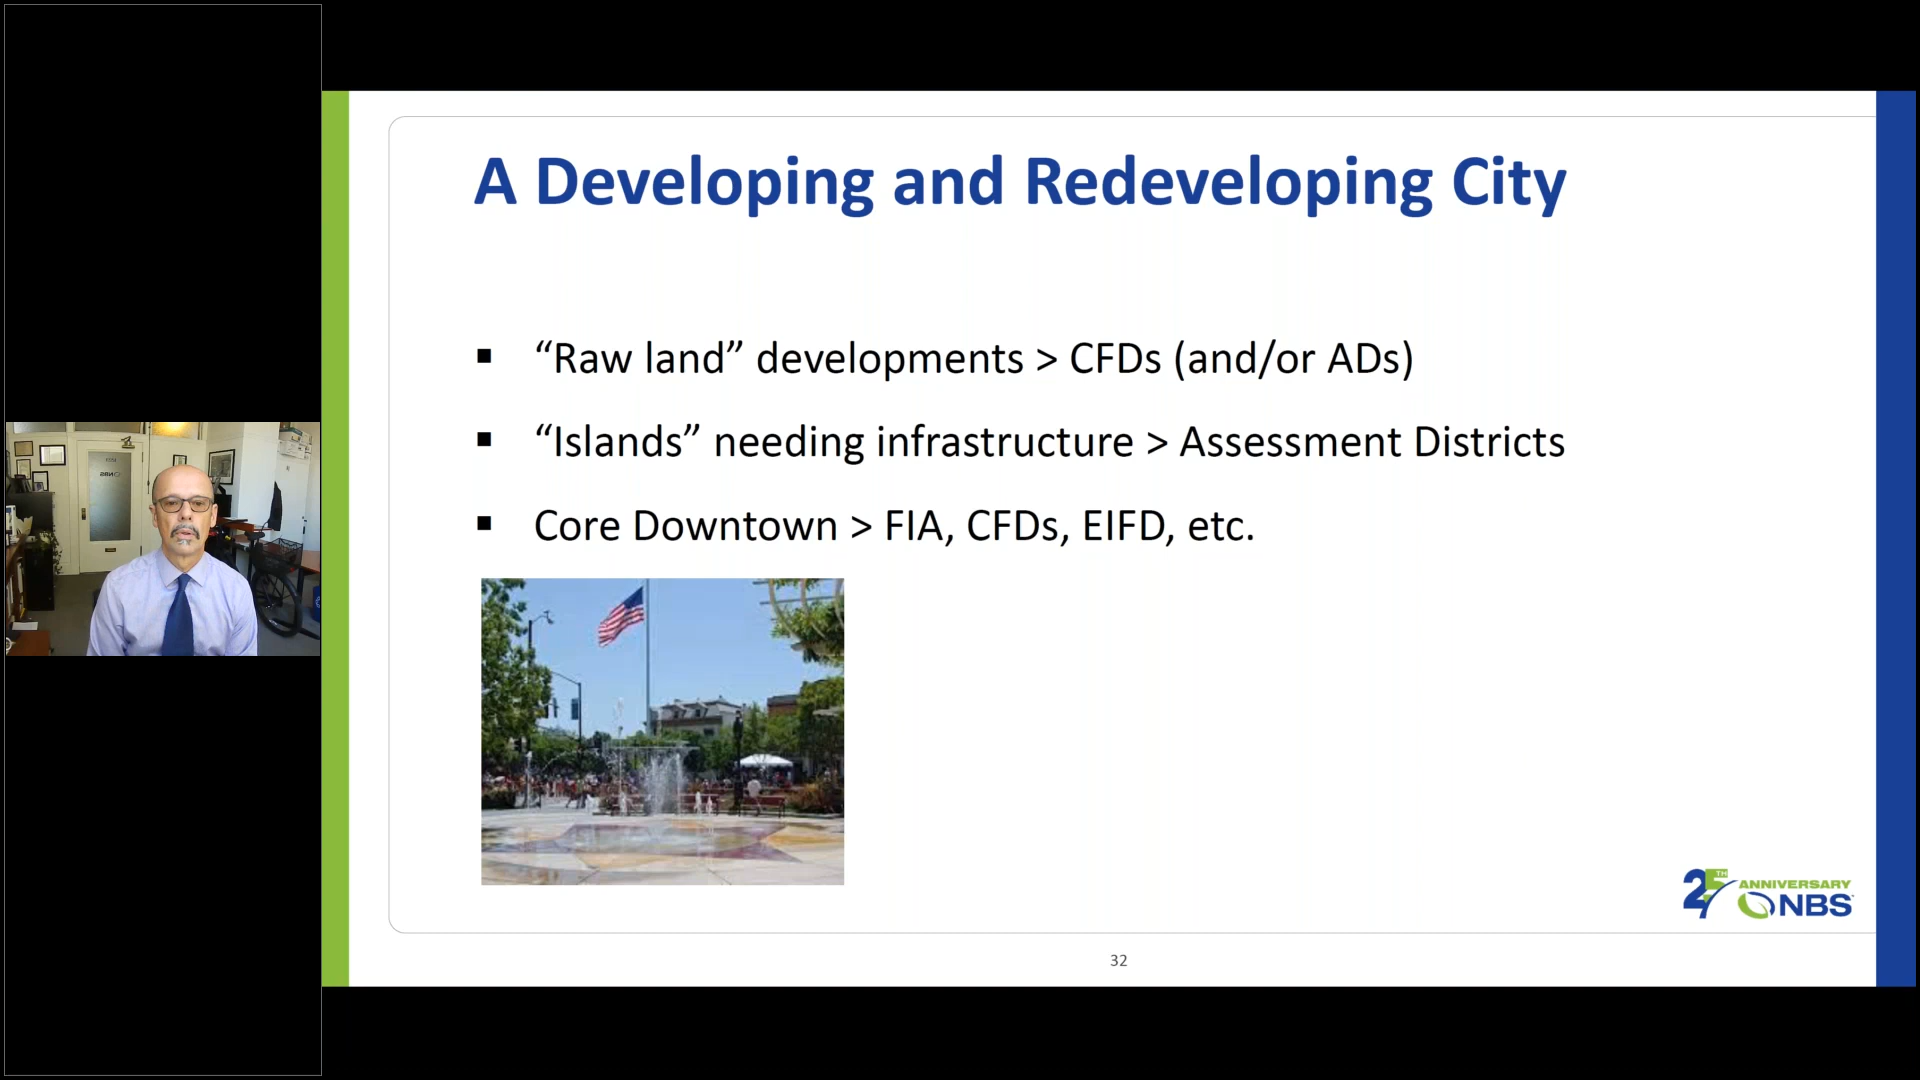 A Developing and Redeveloping City
▪ “Raw land” developments > CFDs (and/or ADs)
▪ “Islands” needing infrastructure > Assessment Districts
▪ Core Downtown > FIA, CFDs, EIFD, etc.
25TH ANNIVERSARY
NBS
32